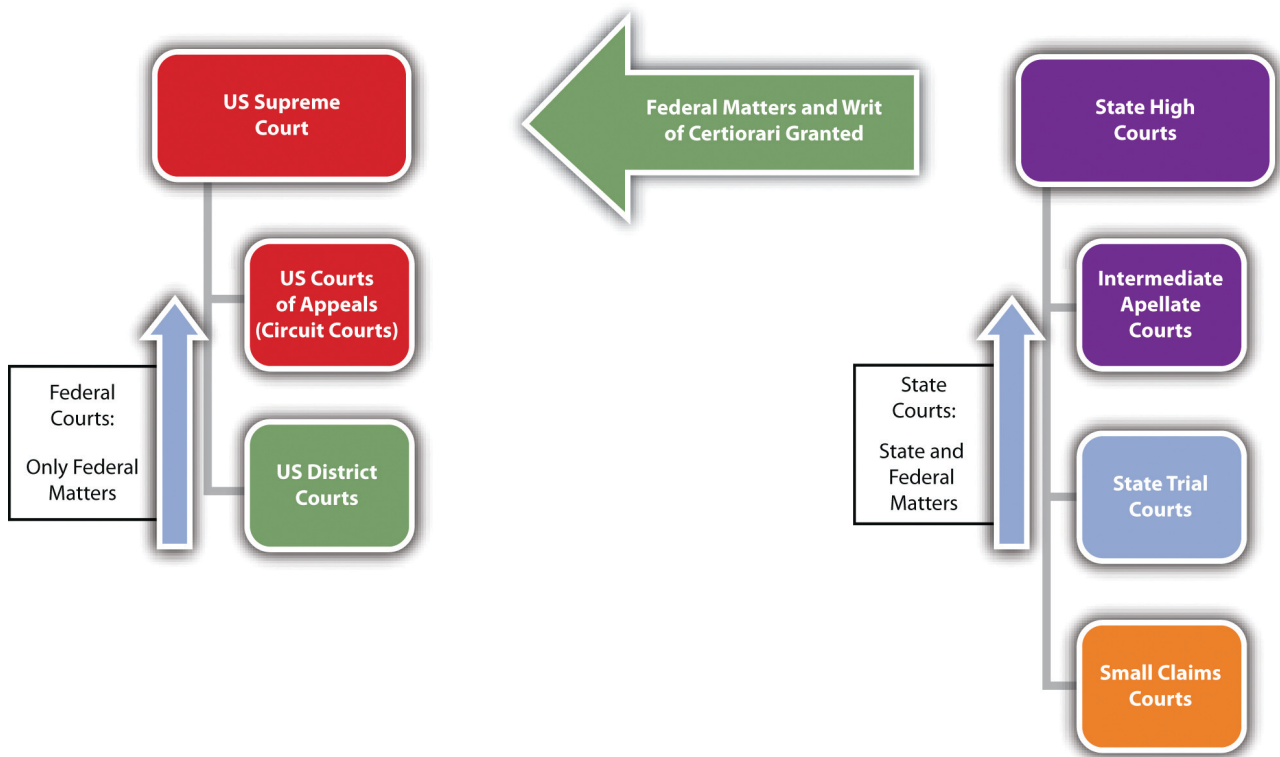 US Supreme
Court
Federal Matters and Writ
of Certiorari Granted
State High
Courts
US Courts
of Appeals
(Circuit Courts)
Intermediate
Apellate
Courts
Federal
Courts:
Only Federal
Matters
State
Courts:
State and
Federal
Matters
US District
Courts
State Trial
Courts
Small Claims
Courts